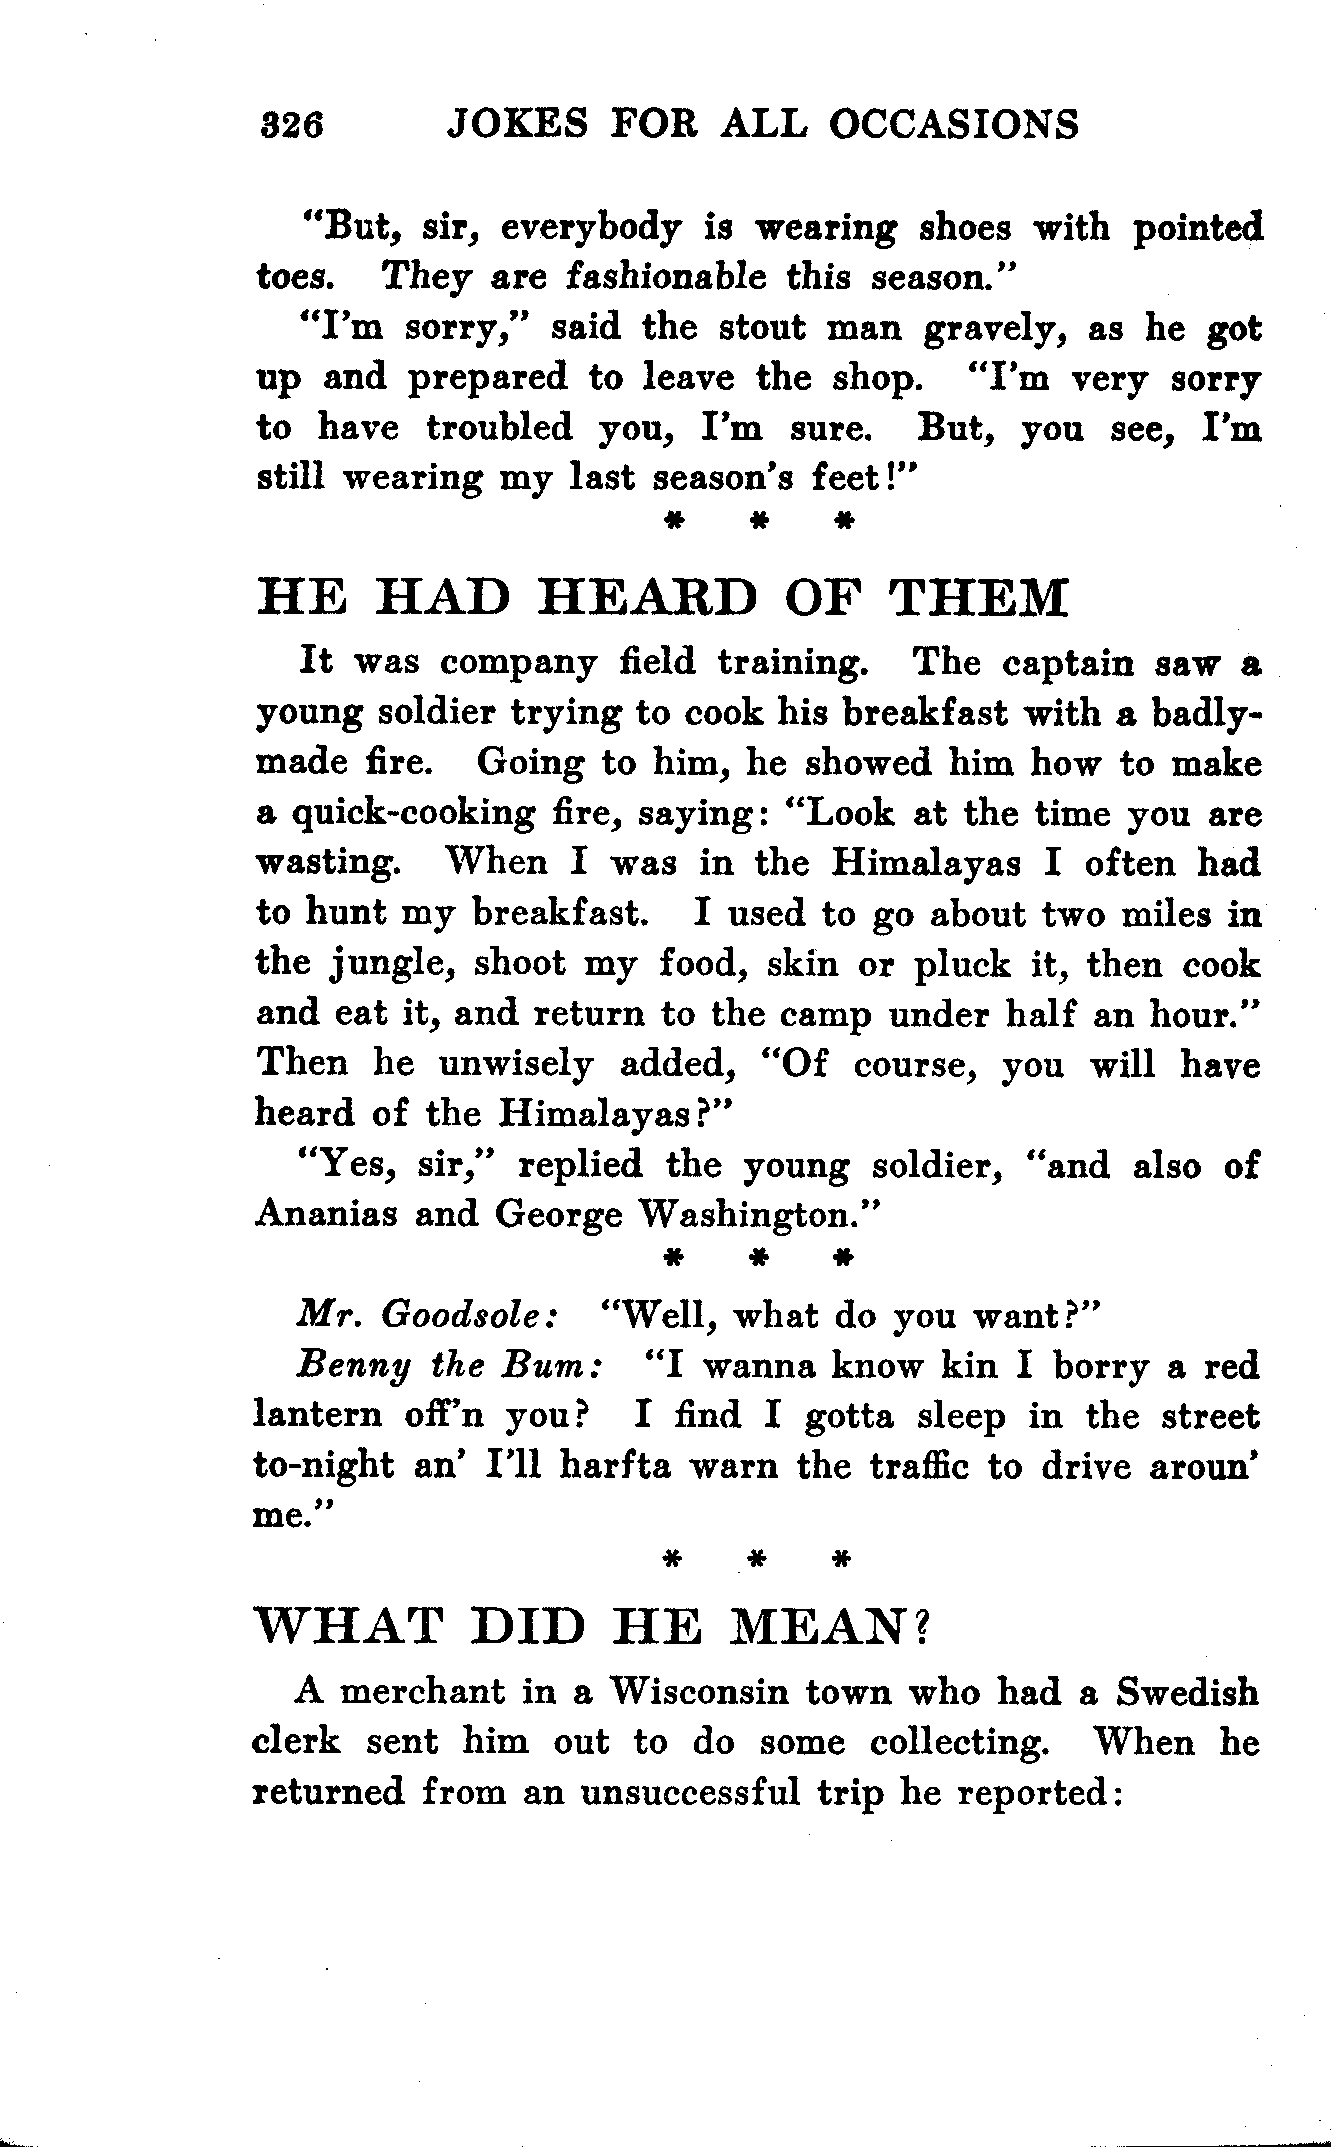 326 JOKES FOR ALL OCCASIONS
"But, sir, everybody is wearing shoes with pointed
toes. They are fashionable this season."
"I'm sorry," said the stout man gravely, as he got
up and prepared to leave the shop. "I'm very sorry
to have troubled you, I'm sure. But, you see, I'm
still wearing my last season's feet!"
* * *
HE HAD HEARD OF THEM
It was company field training. The captain saw a
young soldier trying to cook his breakfast with a badly-
made fire. Going to him, he showed him how to make
a quick-cooking fire, saying: "Look at the time you are
wasting. When I was in the Himalayas I often had
to hunt my breakfast. I used to go about two miles in
the jungle, shoot my food, skin or pluck it, then cook
and eat it, and return to the camp under half an hour."
Then he unwisely added, "Of course, you will have
heard of the Himalayas?"
"Yes, sir," replied the young soldier, "and also of
Ananias and George Washington."
* * *
Mr. Goodsole: "Well, what do you want?"
Benny the Bum: "I wanna know kin I borry a red
lantern off'n you? I find I gotta sleep in the street
to-night an' I'll harfta warn the traffic to drive aroun'
me."
* * *
WHAT DID HE MEAN?
A merchant in a Wisconsin town who had a Swedish
clerk sent him out to do some collecting. When he
returned from an unsuccessful trip he reported: